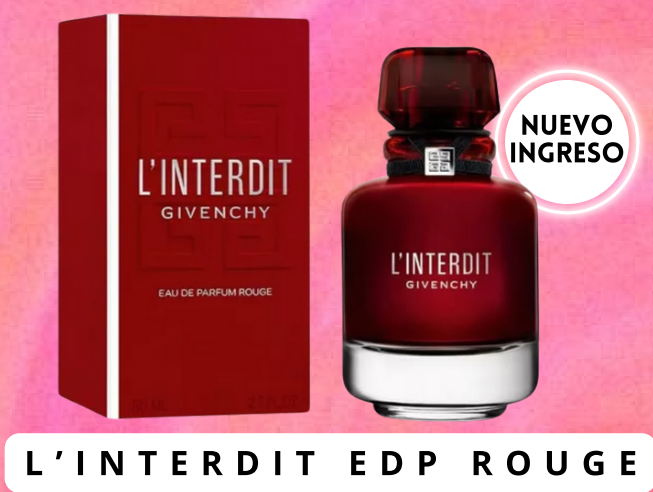 L'INTERDIT
GIVENCHY
EAU DE PARFUM ROUGE
L'INTERDIT
GIVENCHY
NUEVO
INGRESO
L'INTERDIT EDP ROUGE